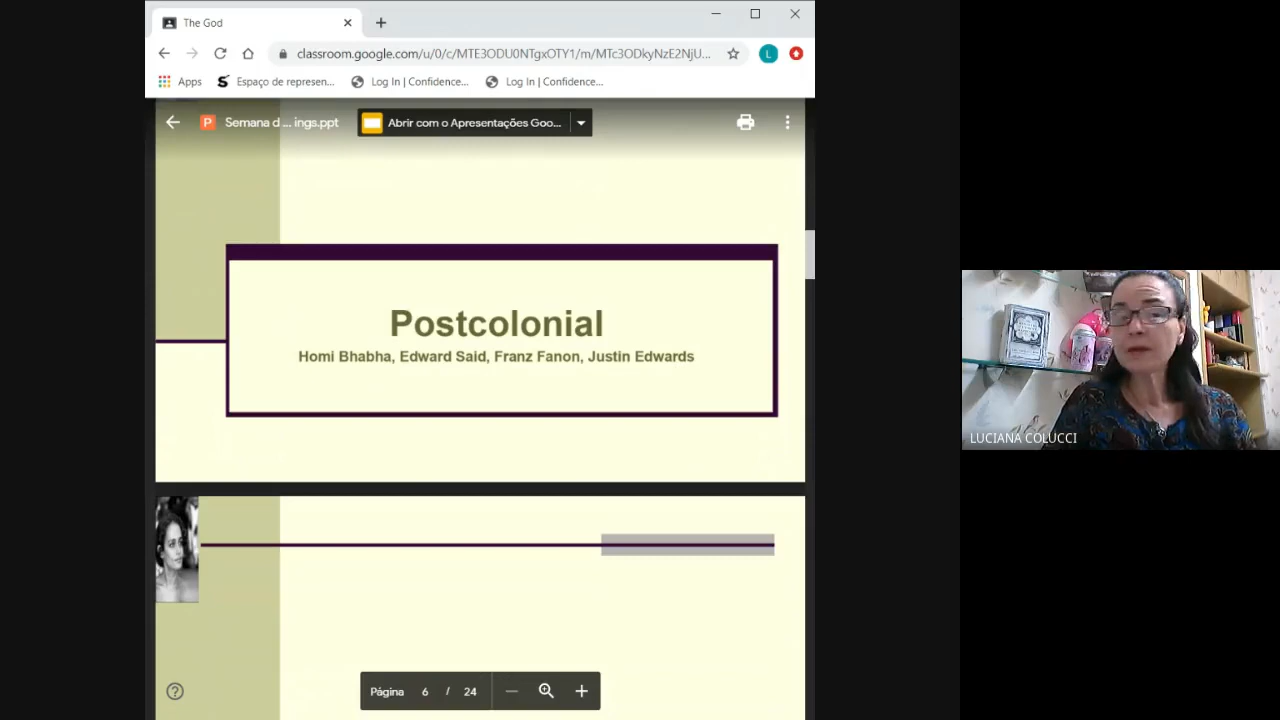 The God
classroom.google.com/u/0/c/MTE3ODU0NTgxOTY1/m/MTc3ODkyNzE2NjU...
Apps
Espaço de represen...
Log In | Confidence...
Log In | Confidence...
Semana d ... ings.ppt
Abrir com o Apresentações Goo...
Postcolonial
Homi Bhabha, Edward Said, Franz Fanon, Justin Edwards
LUCIANA COLUCCI
Página 6 / 24